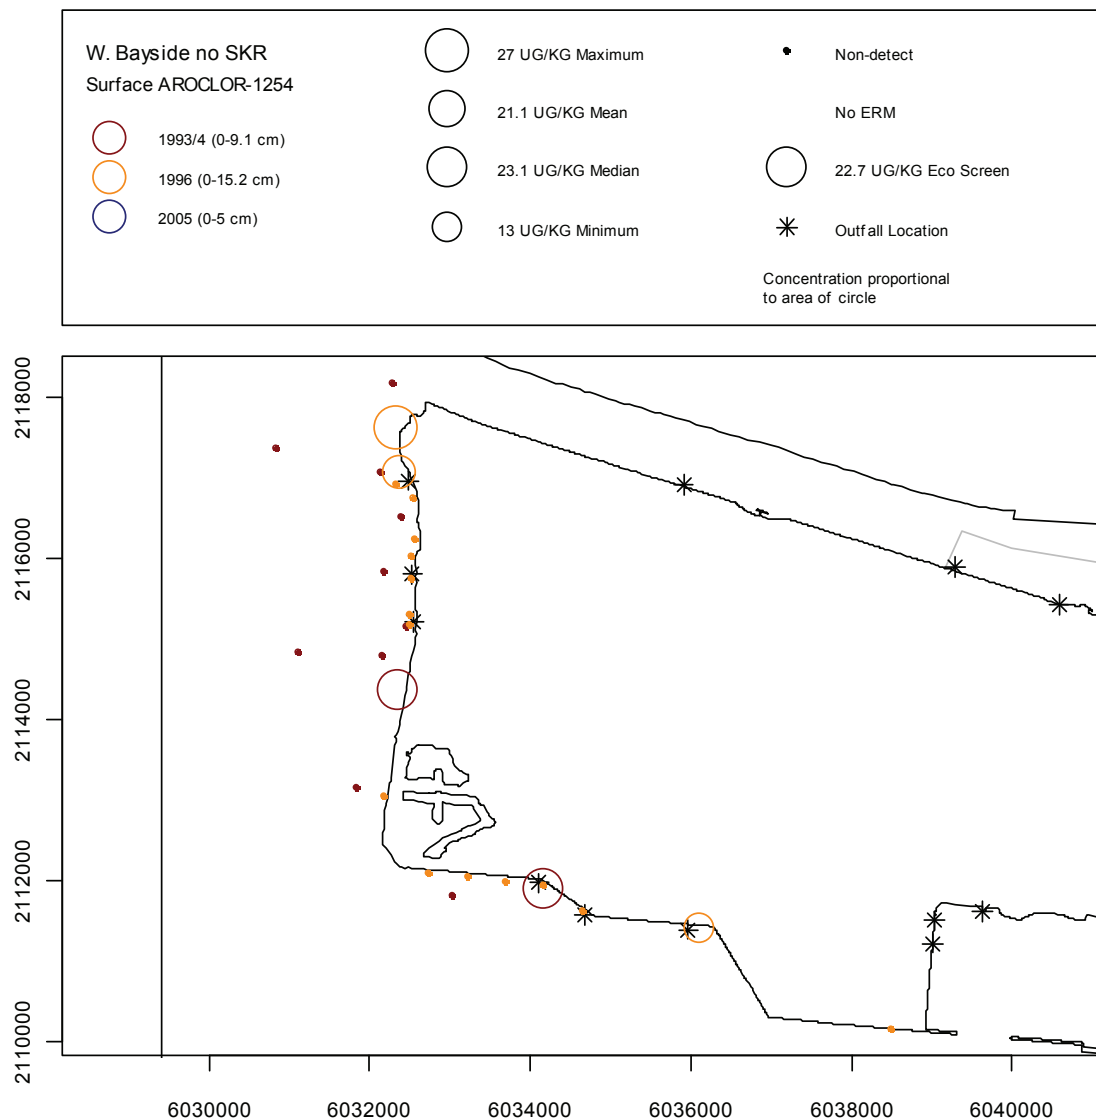 W. Bayside no SKR
Surface AROCLOR-1254
1993/4 (0-9.1 cm)
1996 (0-15.2 cm)
2005 (0-5 cm)
27 UG/KG Maximum
21.1 UG/KG Mean
23.1 UG/KG Median
13 UG/KG Minimum
Non-detect
No ERM
22.7 UG/KG Eco Screen
Outfall Location
Concentration proportional
to area of circle
2118000
2116000
2114000
2112000
2110000
6030000 6032000 6034000 6036000 6038000 6040000